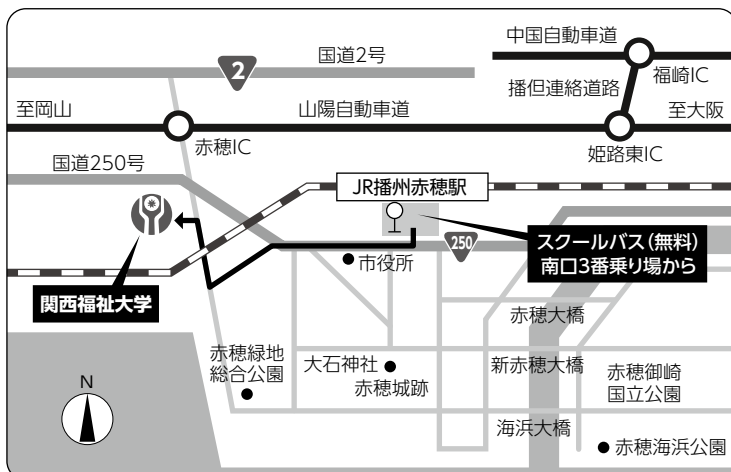 中国自動車道
国道2号
2
福崎IC
播但連絡道路
至岡山
山陽自動車道
至大阪
赤穂IC
姫路東IC
国道250号
JR播州赤穂駅
スクールバス(無料)
南口3番乗り場から
250
市役所
関西福祉大学
赤穂大橋
赤穂緑地
総合公園
大石神社
赤穂城跡
新赤穂大橋
赤穂御崎
国立公園
N
海浜大橋
赤穂海浜公園